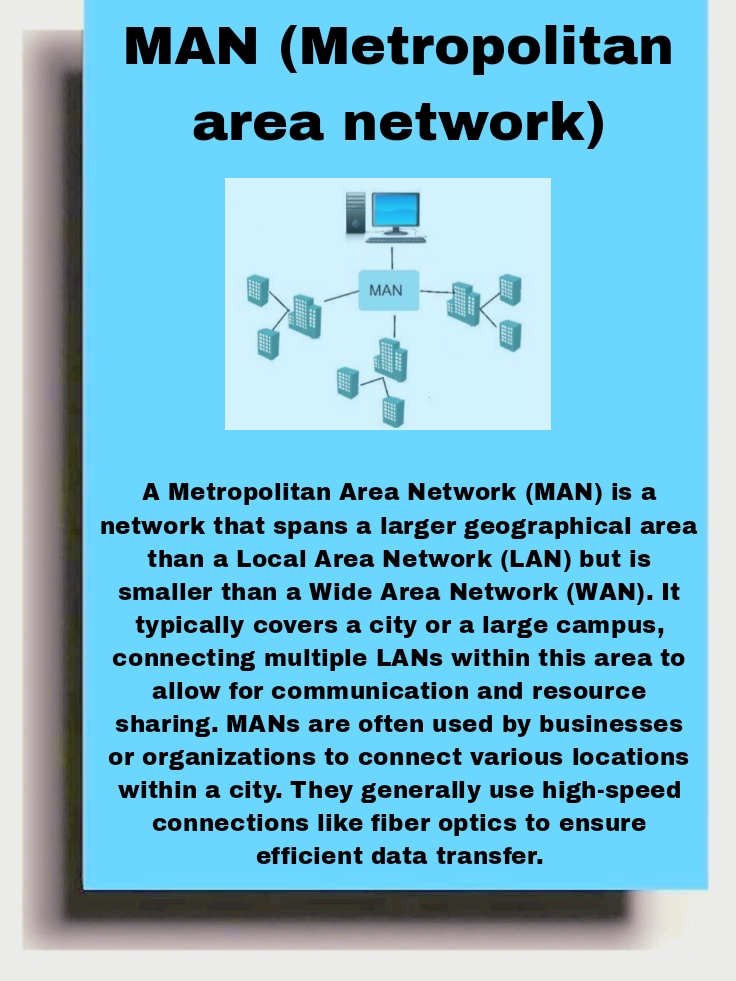 MAN (Metropolitan
area network)
MAN
A Metropolitan Area Network (MAN) is a
network that spans a larger geographical area
than a Local Area Network (LAN) but is
smaller than a Wide Area Network (WAN). It
typically covers a city or a large campus,
connecting multiple LANs within this area to
allow for communication and resource
sharing. MANs are often used by businesses
or organizations to connect various locations
within a city. They generally use high-speed
connections like fiber optics to ensure
efficient data transfer.